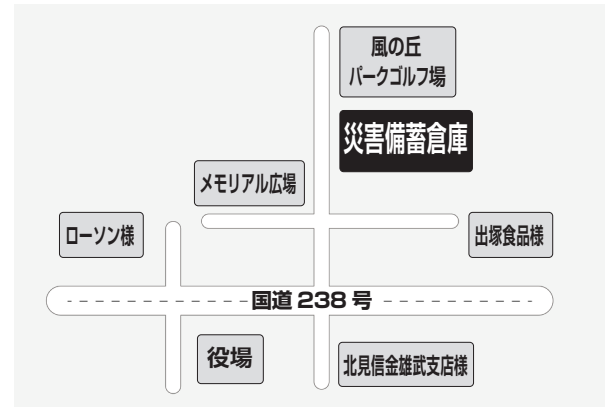 風の丘
パークゴルフ場
災害備蓄倉庫
メモリアル広場
ローソン様
出塚食品様
国道 238 号
役場
北見信金雄武支店様